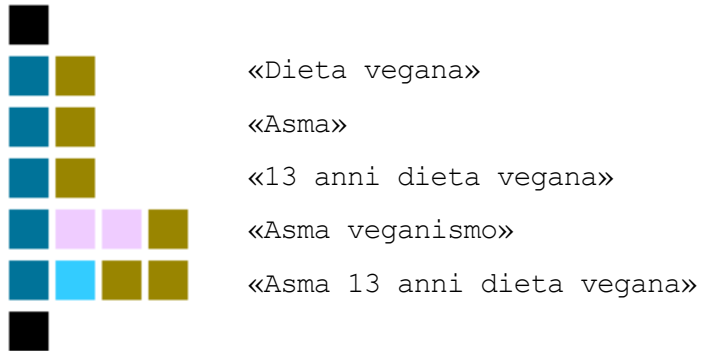 «Dieta vegana»
«Asma»
«13 anni dieta vegana»
«Asma veganismo»
«Asma 13 anni dieta vegana»